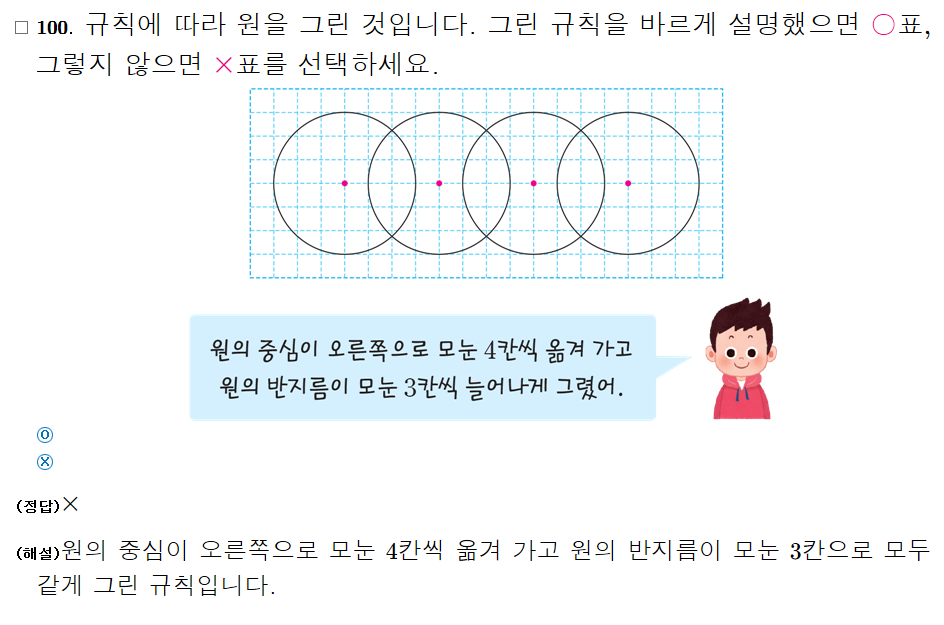 □ 100. 규칙에 따라 원을 그린 것입니다. 그린 규칙을 바르게 설명했으면 ○표,
그렇지 않으면 ×표를 선택하세요.
원의 중심이 오른쪽으로 모눈 4칸씩 옮겨 가고
원의 반지름이 모눈 3칸씩 늘어나게 그렸어.
Ⓞ
ⓧ
(정답)×
(해설)원의 중심이 오른쪽으로 모눈 4칸씩 옮겨 가고 원의 반지름이 모눈 3칸으로 모두
같게 그린 규칙입니다.